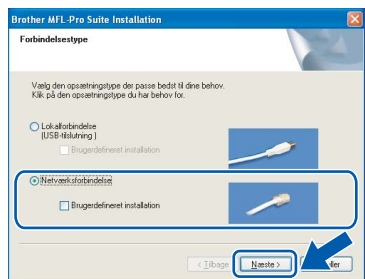 Brother MFL-Pro Suite Installation
Forbindelsestype
Vælg den opsætningstype der passe bedst til dine behov.
Klik på den opsætningstype du har behov for.
Lokalforbindelse
(USB-tilslutning )
Brugerdefineret installation
Netværksforbindelse
Brugerdefineret installation
< Tilbage Næste >